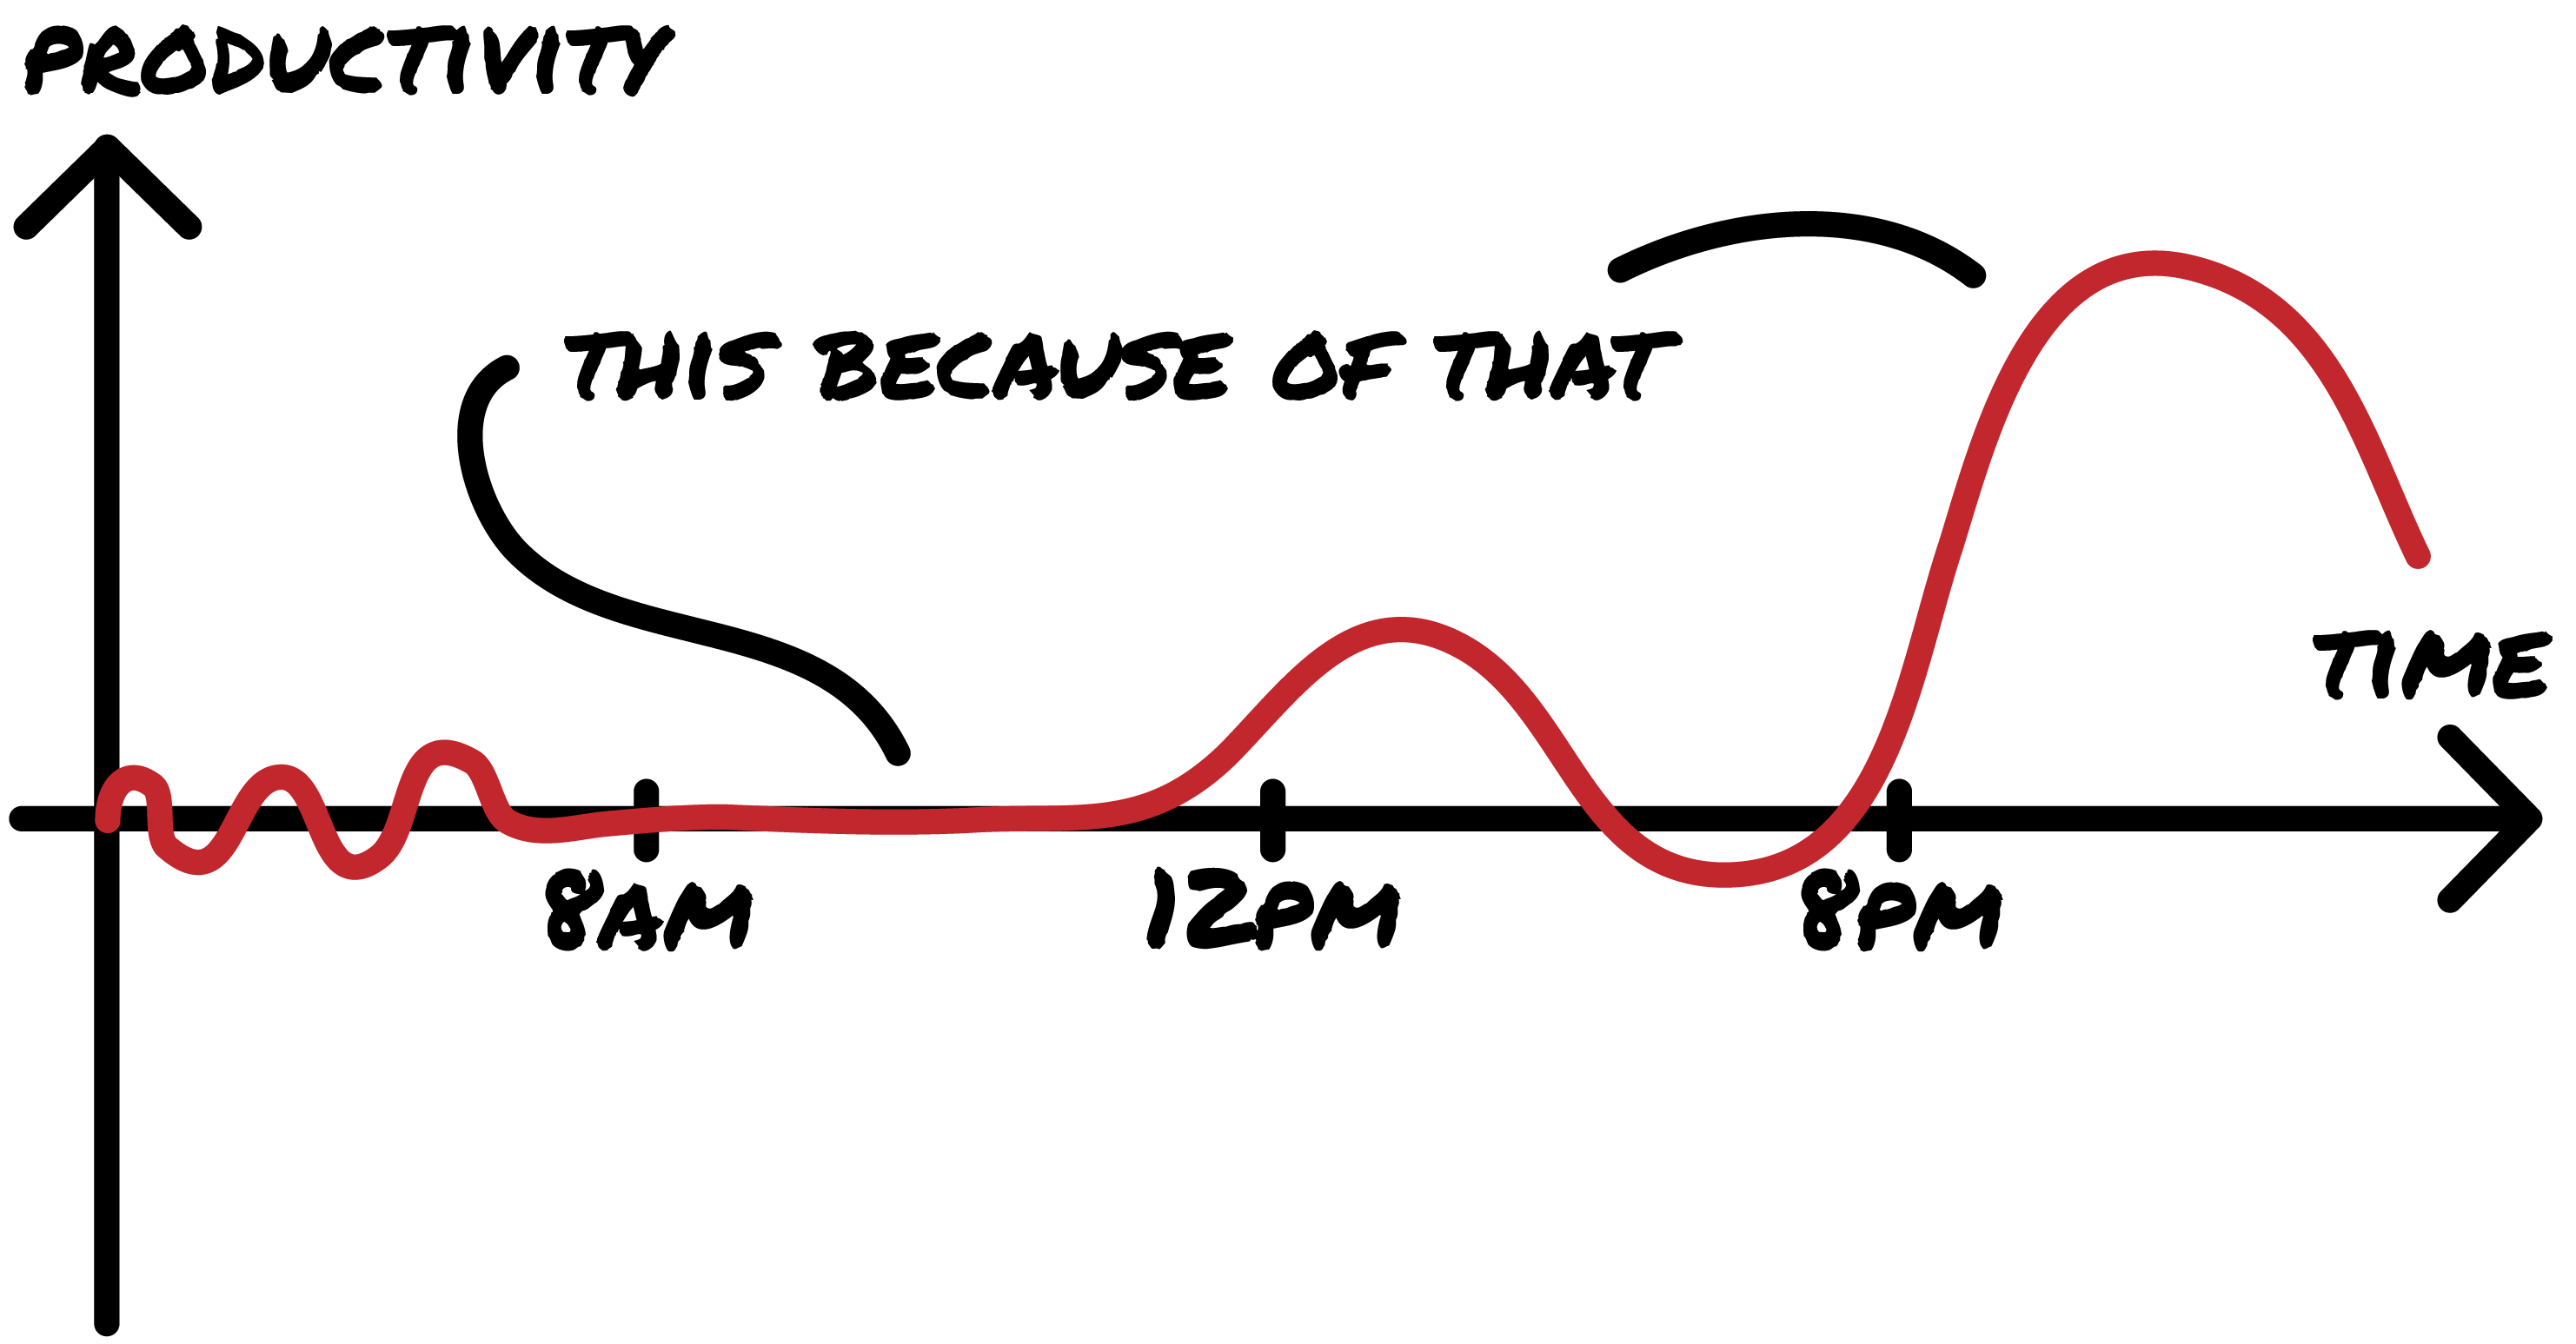 PRODUCTIVITY
THIS BECAUSE OF THAT
TIME
8AM
12PM
8PM